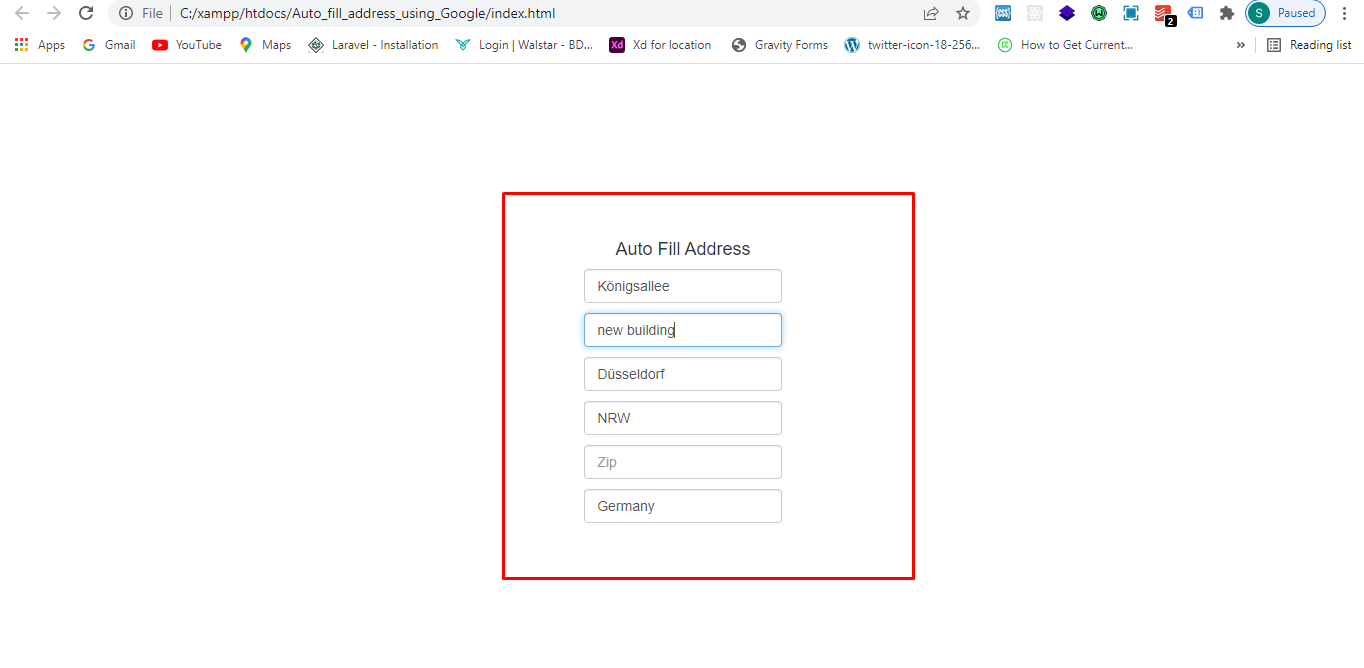 File C:/xampp/htdocs/Auto_fill_address_using_Google/index.html 2 S Paused
Apps Gmail YouTube Maps Laravel - Installation Login | Walstar - BD... Xd Xd for location Gravity Forms twitter-icon-18-256... How to Get Current... » Reading list
Auto Fill Address
Königsallee
new building
Düsseldorf
NRW
Zip
Germany